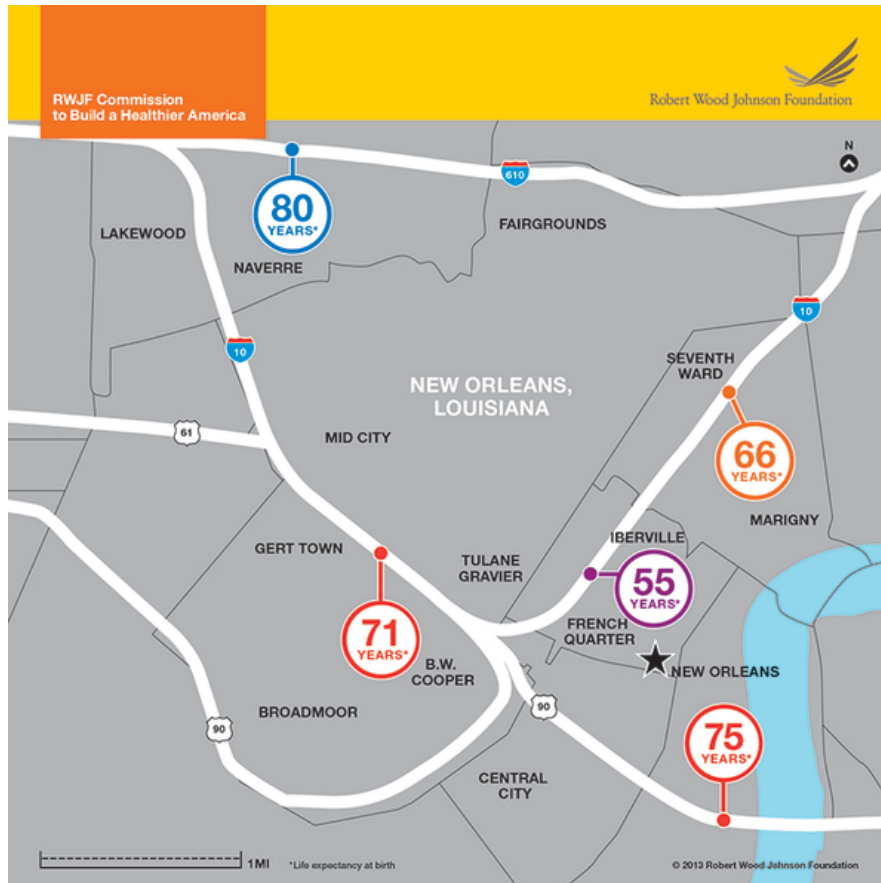 RWJF Commission
to Build a Healthier America
Robert Wood Johnson Foundation
N
610
80
YEARS*
LAKEWOOD
FAIRGROUNDS
NAVERRE
10
10
SEVENTH
WARD
NEW ORLEANS,
LOUISIANA
61
MID CITY
66
YEARS*
MARIGNY
IBERVILLE
GERT TOWN
TULANE
GRAVIER
55
YEARS*
71
YEARS*
FRENCH
QUARTER
B.W.
COOPER
NEW ORLEANS
90
BROADMOOR
90
75
YEARS*
CENTRAL
CITY
1MI
*Life expectancy at birth
© 2013 Robert Wood Johnson Foundation